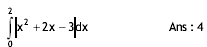 ∫₀² |x² + 2x − 3|dx    Ans : 4